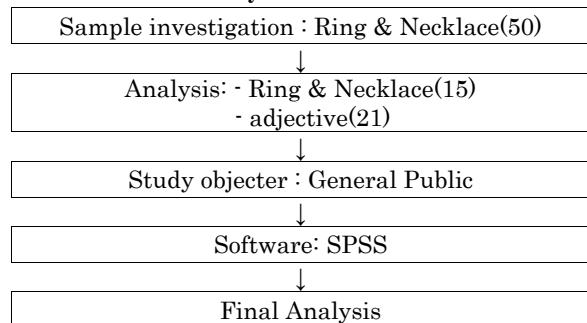 Sample investigation : Ring & Necklace(50)
↓
Analysis: - Ring & Necklace(15)
- adjective(21)
↓
Study objecter : General Public
↓
Software: SPSS
↓
Final Analysis